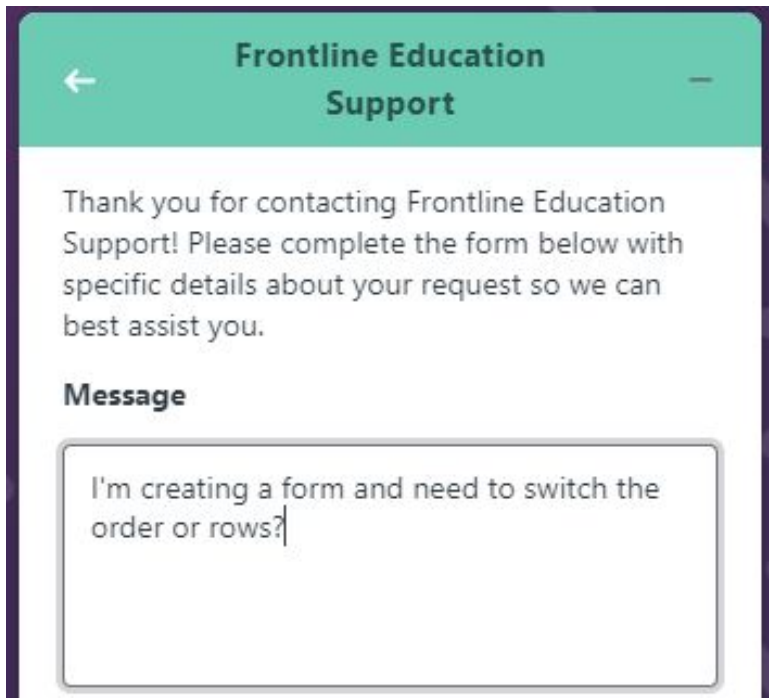 Frontline Education
Support
Thank you for contacting Frontline Education
Support! Please complete the form below with
specific details about your request so we can
best assist you.
Message
I'm creating a form and need to switch the
order or rows?